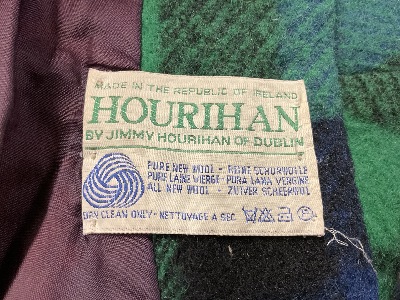 MADE IN THE REPUBLIC OF IRELAND
HOURIHAN
BY JIMMY HOURIHAN OF DUBLIN
PURE NEW WOOL - REINE SCHURWOLLE
PURE LAINE VIERGE - PURA LANA VERGINE
ALL NEW WOOL - ZUIVER SCHEERWOL
DRY CLEAN ONLY - NETTOYAGE A SEC